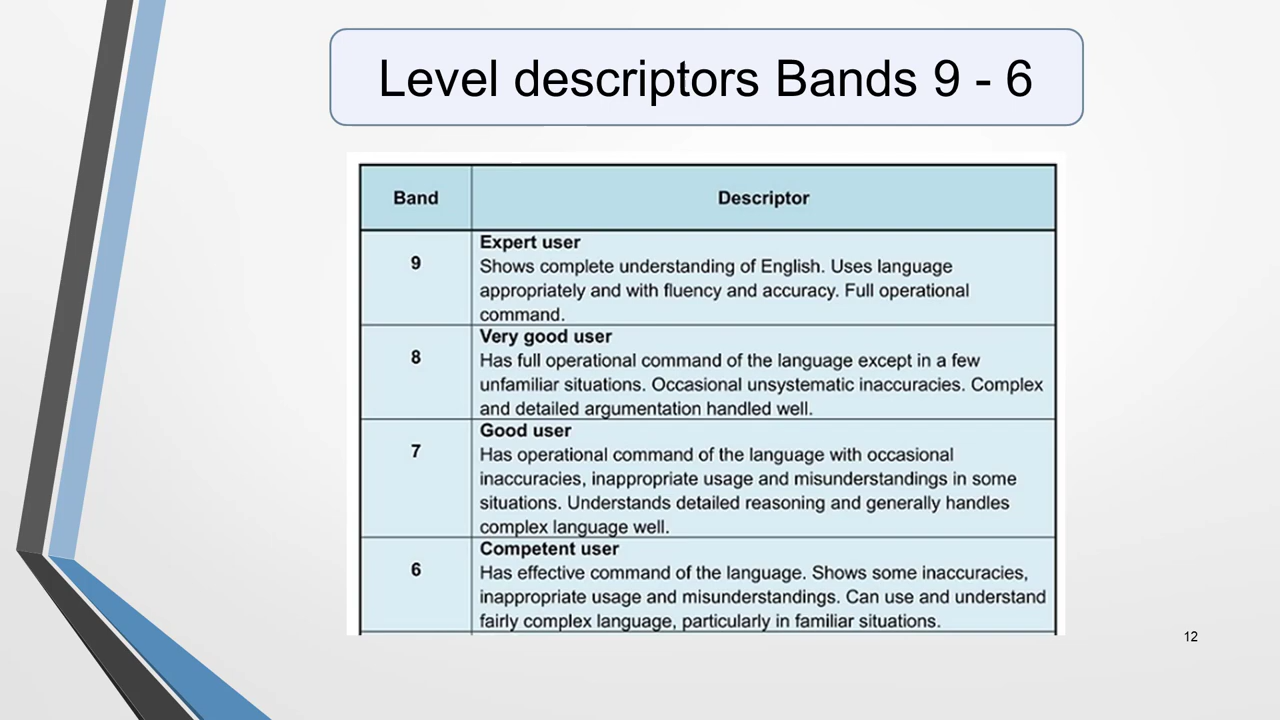 Level descriptors Bands 9 - 6
Band
Descriptor
9
Expert user
Shows complete understanding of English. Uses language
appropriately and with fluency and accuracy. Full operational
command.
8
Very good user
Has full operational command of the language except in a few
unfamiliar situations. Occasional unsystematic inaccuracies. Complex
and detailed argumentation handled well.
7
Good user
Has operational command of the language with occasional
inaccuracies, inappropriate usage and misunderstandings in some
situations. Understands detailed reasoning and generally handles
complex language well.
6
Competent user
Has effective command of the language. Shows some inaccuracies,
inappropriate usage and misunderstandings. Can use and understand
fairly complex language, particularly in familiar situations.
12